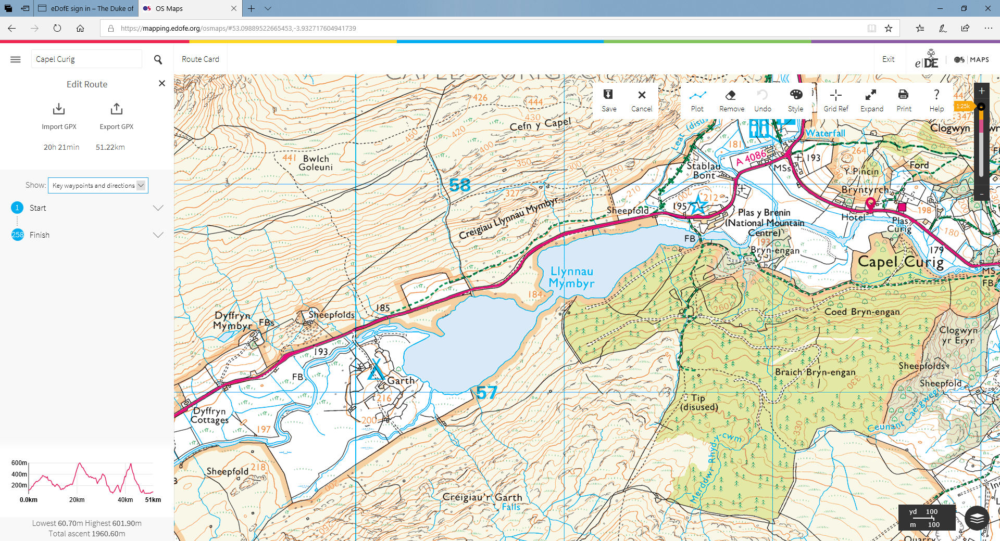 eDofE sign in – The Duke of
OS Maps
https://mapping.edofe.org/osmaps/#53.09889522665453,-3.932717604941739
Capel Curig
Route Card
Exit
e|DE
OS | MAPS
Edit Route
Import GPX
Export GPX
20h 21min
51.22km
Show:
Key waypoints and directions
1
Start
258
Finish
600m
400m
200m
0.0km
20km
40km
51km
Lowest 60.70m Highest 601.90m
Total ascent 1960.60m
Save
Cancel
Plot
Remove
Undo
Style
Grid Ref
Expand
Print
Help
1:25k
426
444
430
Cefn y Capel
450
420
400
350
300
250
210
441
Bwlch
Goleuni
58
327
Creigiau Llynnau Mymbyr
Sheepfold
Leat
(disus
181
A 4086
MSs
193
Waterfall
264
347
Clogwyn
Y Pincin
Ford
Stablau
Bont
200
212
195
Bryntyrch
Hotel
Plas
Curig
198
180
179
Plas y Brenin
(National Mountain
Centre)
193
Bryn-engan
FB
Capel Curig
MS
FB
Llynnau
Mymbyr
184
185
Dyffryn
Mymbyr
FBs
Sheepfolds
193
FB
Garth
216
200
57
Dyffryn
Cottages
197
260
Coed Bryn-engan
Clogwyn
yr Eryr
Sheepfolds
Sheepfold
Braich Bryn-engan
330
330
Tip
(disused)
Ceunant Caegwegi
Merddwr Rhyd-y-cwm
Sheepfold
218
200
250
Creigiau'r Garth
Falls
Quarry
yd 100
m 100